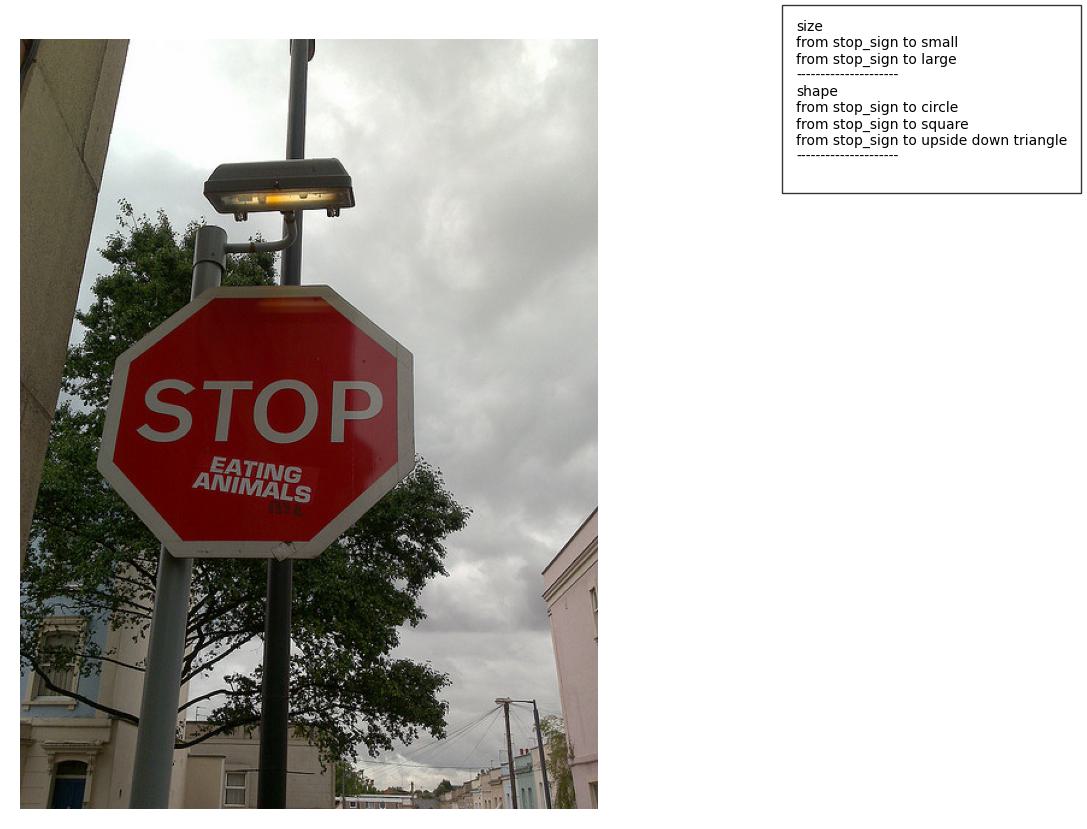 STOP
EATING
ANIMALS
size
from stop_sign to small
from stop_sign to large
---------------------
shape
from stop_sign to circle
from stop_sign to square
from stop_sign to upside down triangle
---------------------